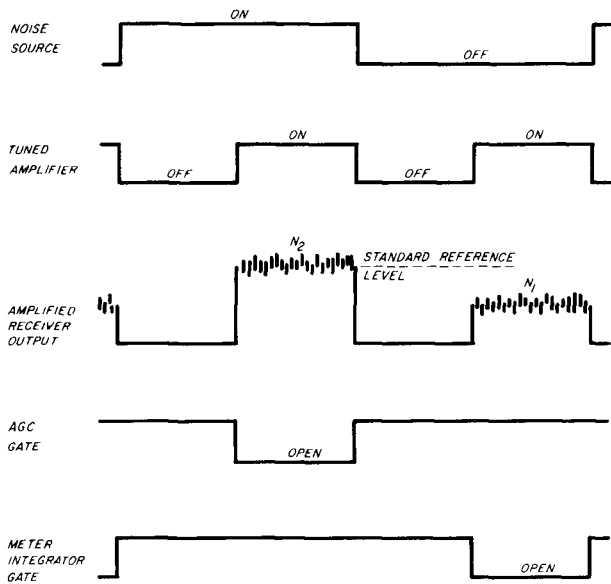 ON
NOISE
SOURCE
OFF
TUNED
AMPLIFIER
OFF
ON
OFF
ON
N2
STANDARD REFERENCE
LEVEL
N1
AMPLIFIED
RECEIVER
OUTPUT
AGC
GATE
OPEN
METER
INTEGRATOR
GATE
OPEN